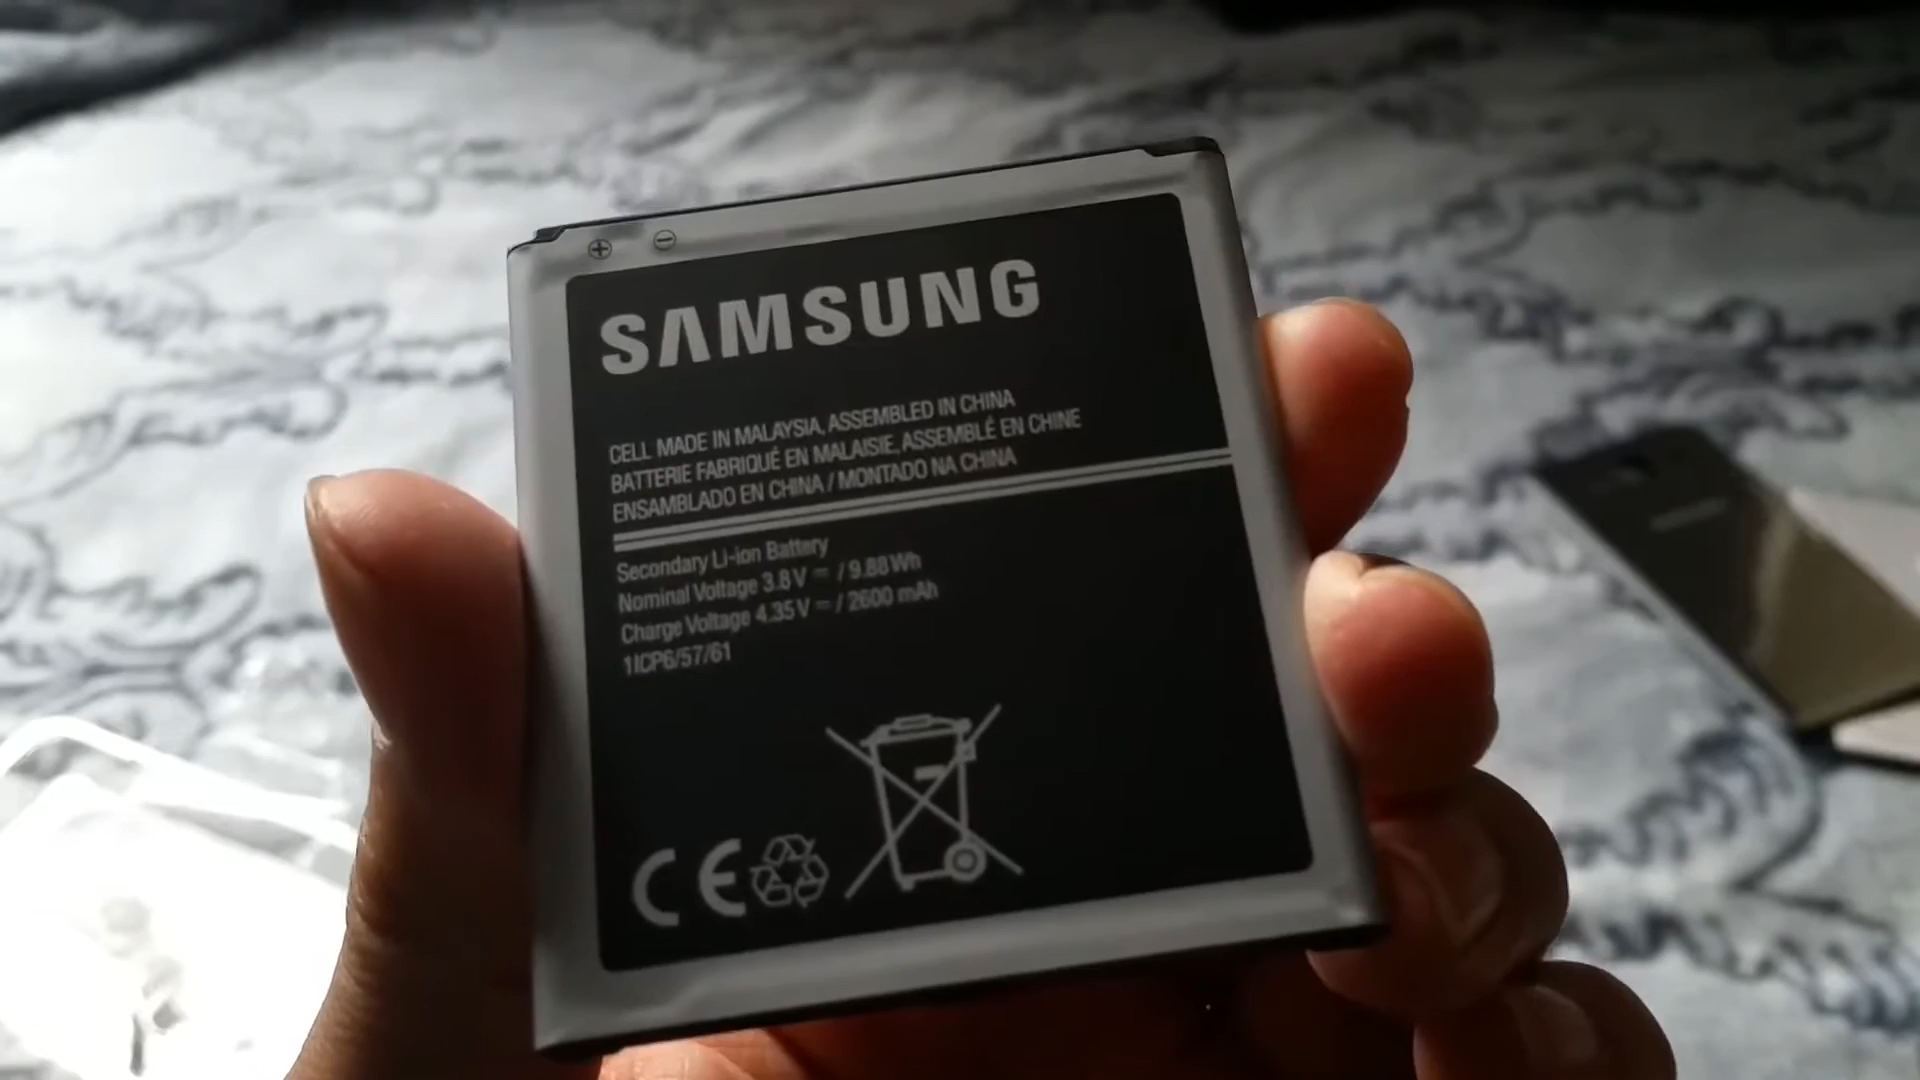 SAMSUNG
CELL MADE IN MALAYSIA, ASSEMBLED IN CHINA
BATTERIE FABRIQUÉ EN MALAISIE, ASSEMBLÉ EN CHINE
ENSAMBLADO EN CHINA / MONTADO NA CHINA
Secondary Li-ion Battery
Nominal Voltage 3.8V ⎓ / 9.88Wh
Charge Voltage 4.35V ⎓ / 2600 mAh
1ICP6/57/61
CE